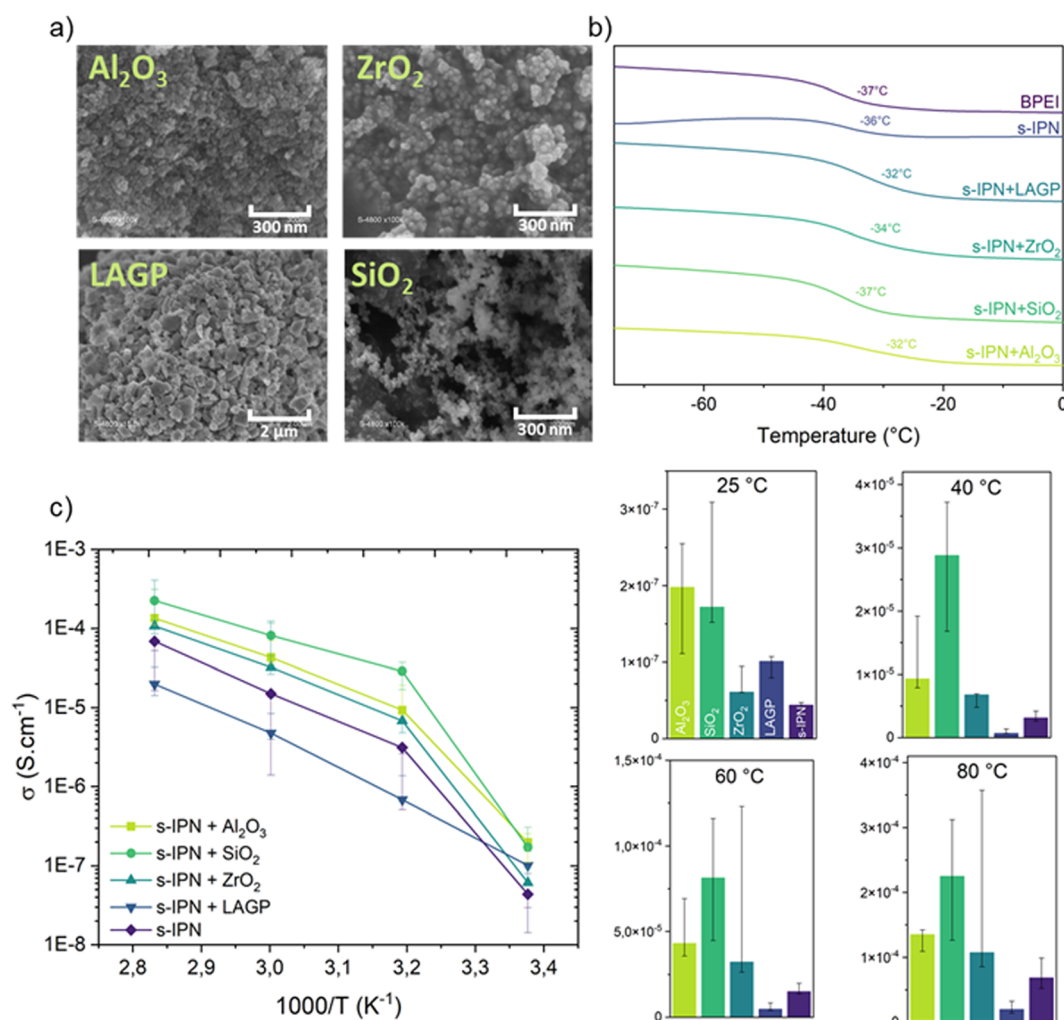 a)
Al₂O₃
S-4800 x100k
300 nm
ZrO₂
S-4800 x100k
300 nm
LAGP
2 µm
SiO₂
S-4800 x100k
300 nm
b)
-37°C
BPEI
-36°C
s-IPN
-32°C
s-IPN+LAGP
-34°C
s-IPN+ZrO₂
-37°C
s-IPN+SiO₂
-32°C
s-IPN+Al₂O₃
-60 -40 -20 0
Temperature (°C)
c)
1E-3
1E-4
1E-5
1E-6
1E-7
1E-8
σ (S.cm⁻¹)
s-IPN + Al₂O₃
s-IPN + SiO₂
s-IPN + ZrO₂
s-IPN + LAGP
s-IPN
2,8 2,9 3,0 3,1 3,2 3,3 3,4
1000/T (K⁻¹)
25 °C
3×10⁻⁷
2×10⁻⁷
1×10⁻⁷
0
Al₂O₃
SiO₂
ZrO₂
LAGP
s-IPN
40 °C
4×10⁻⁵
3×10⁻⁵
2×10⁻⁵
1×10⁻⁵
0
60 °C
1,5×10⁻⁴
1,0×10⁻⁴
5,0×10⁻⁵
0
80 °C
4×10⁻⁴
3×10⁻⁴
2×10⁻⁴
1×10⁻⁴
0